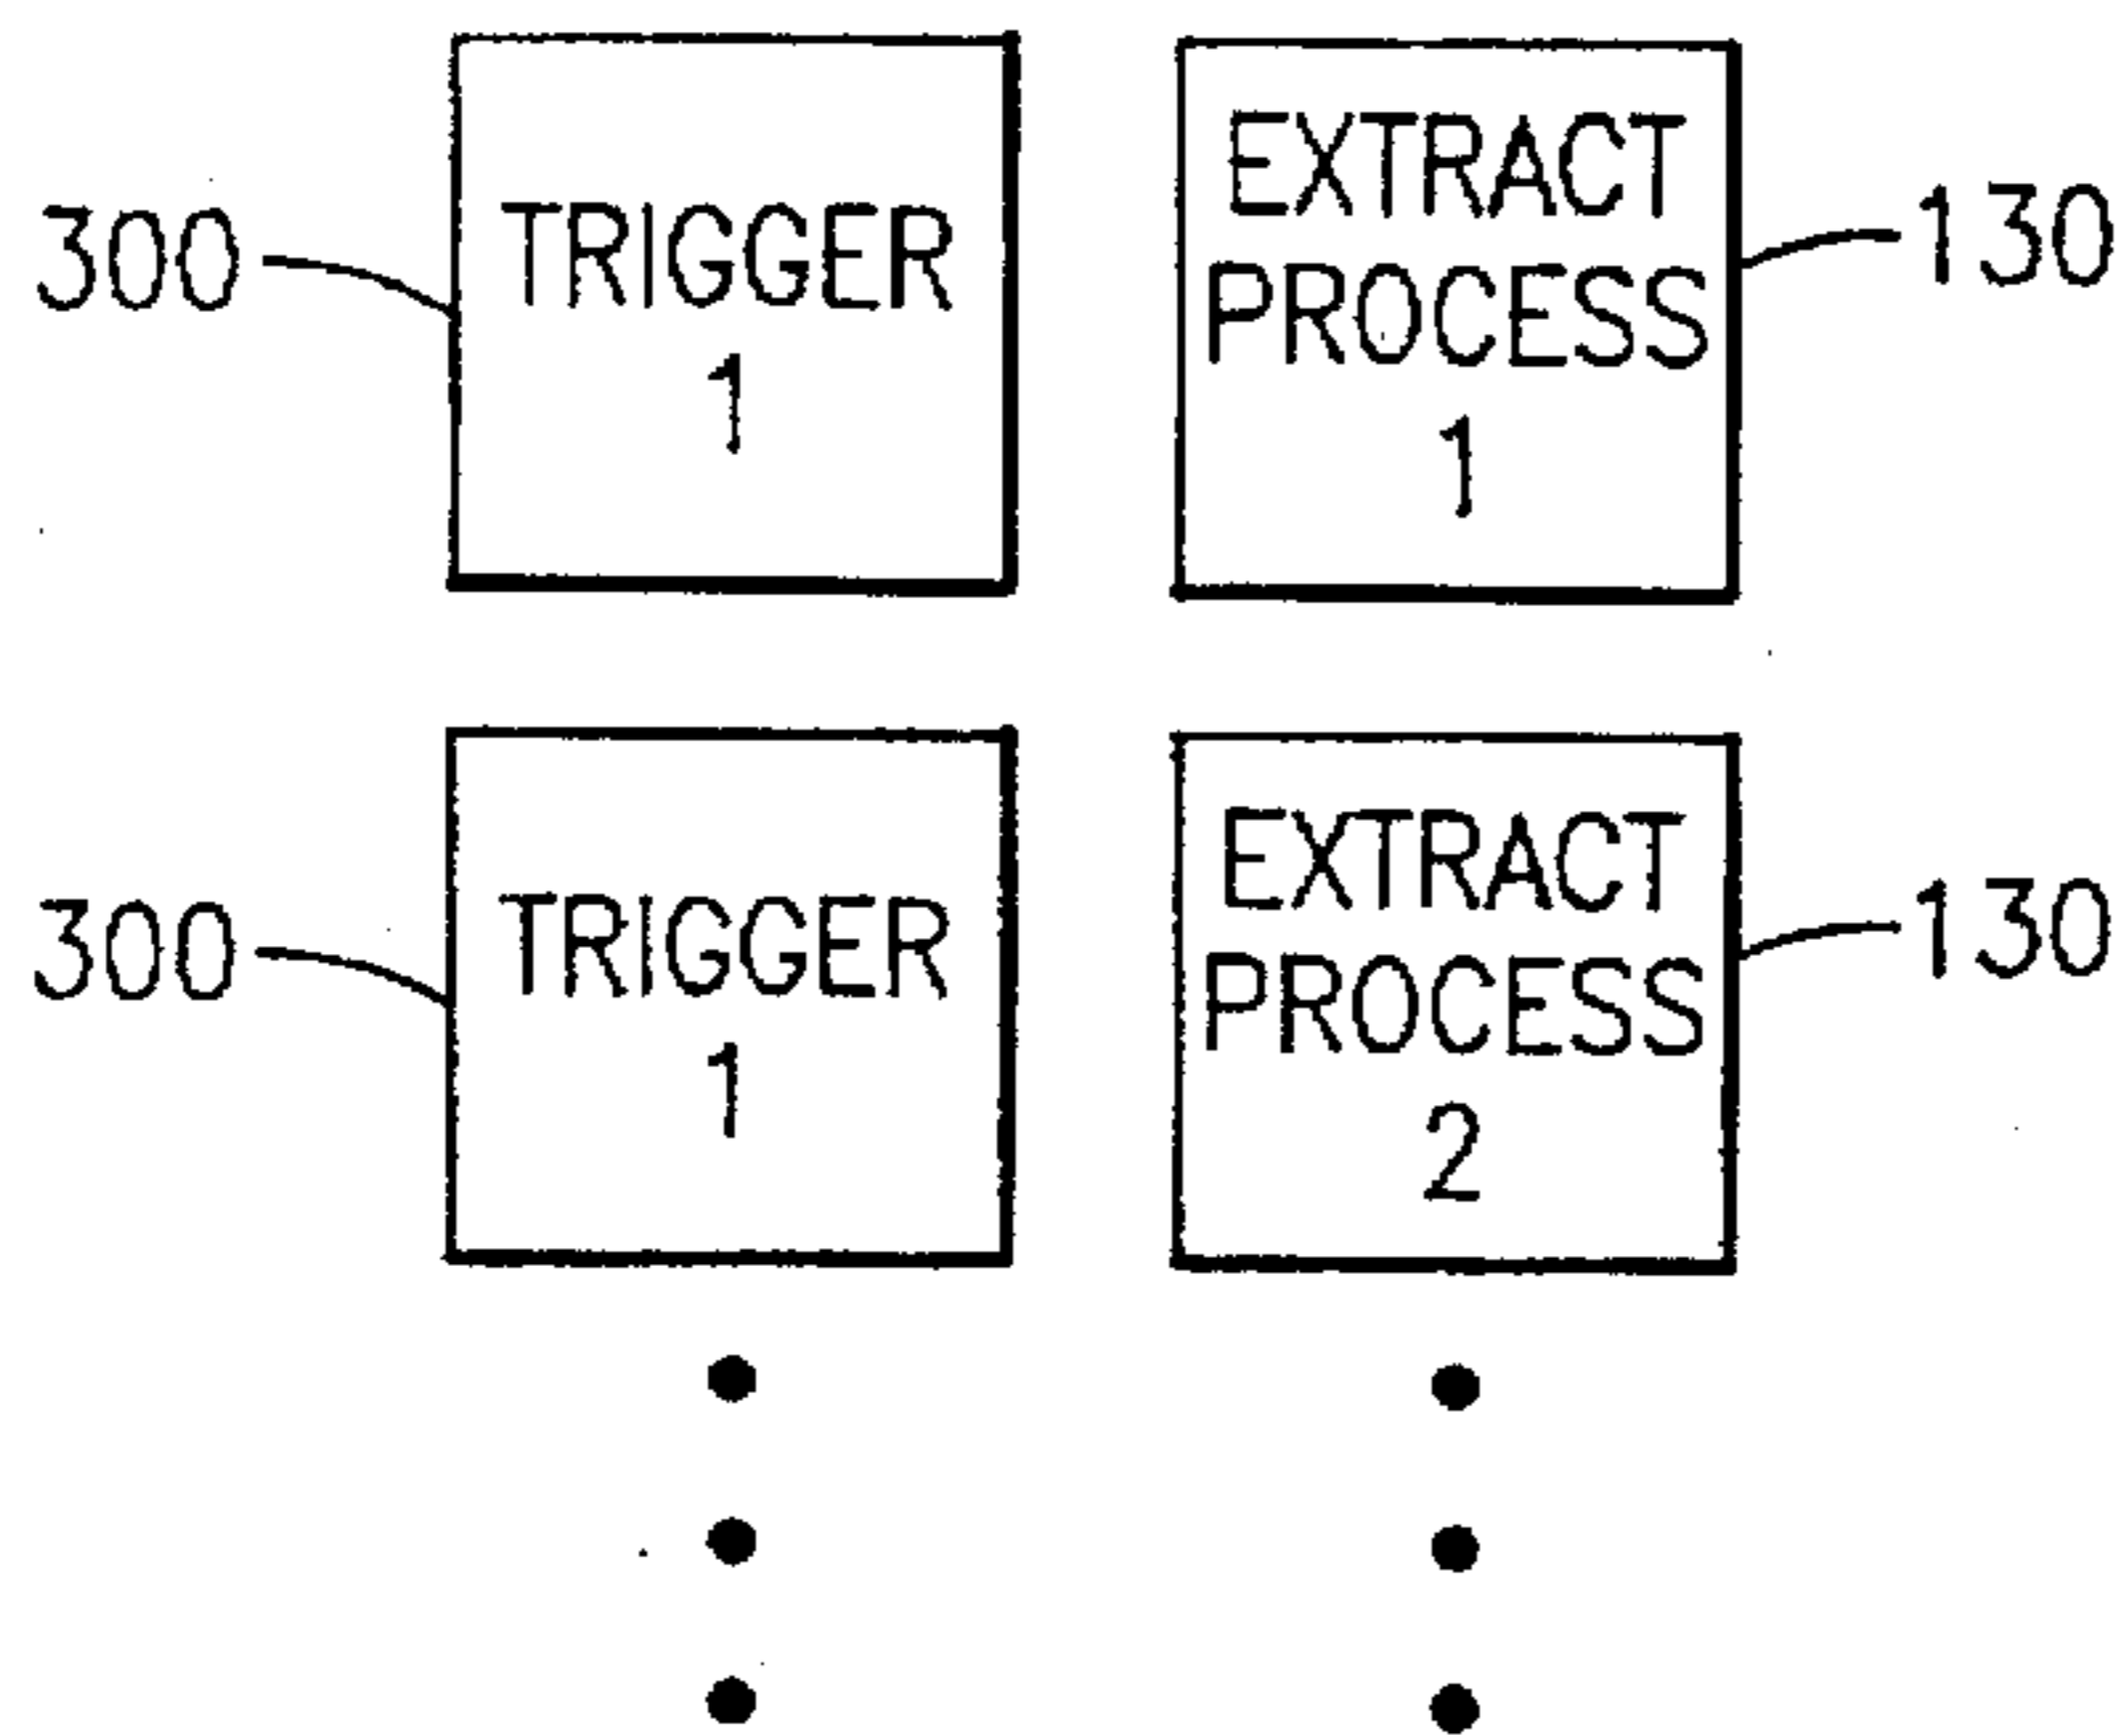 300
TRIGGER
1
EXTRACT
PROCESS
1
130
300
TRIGGER
1
EXTRACT
PROCESS
2
130